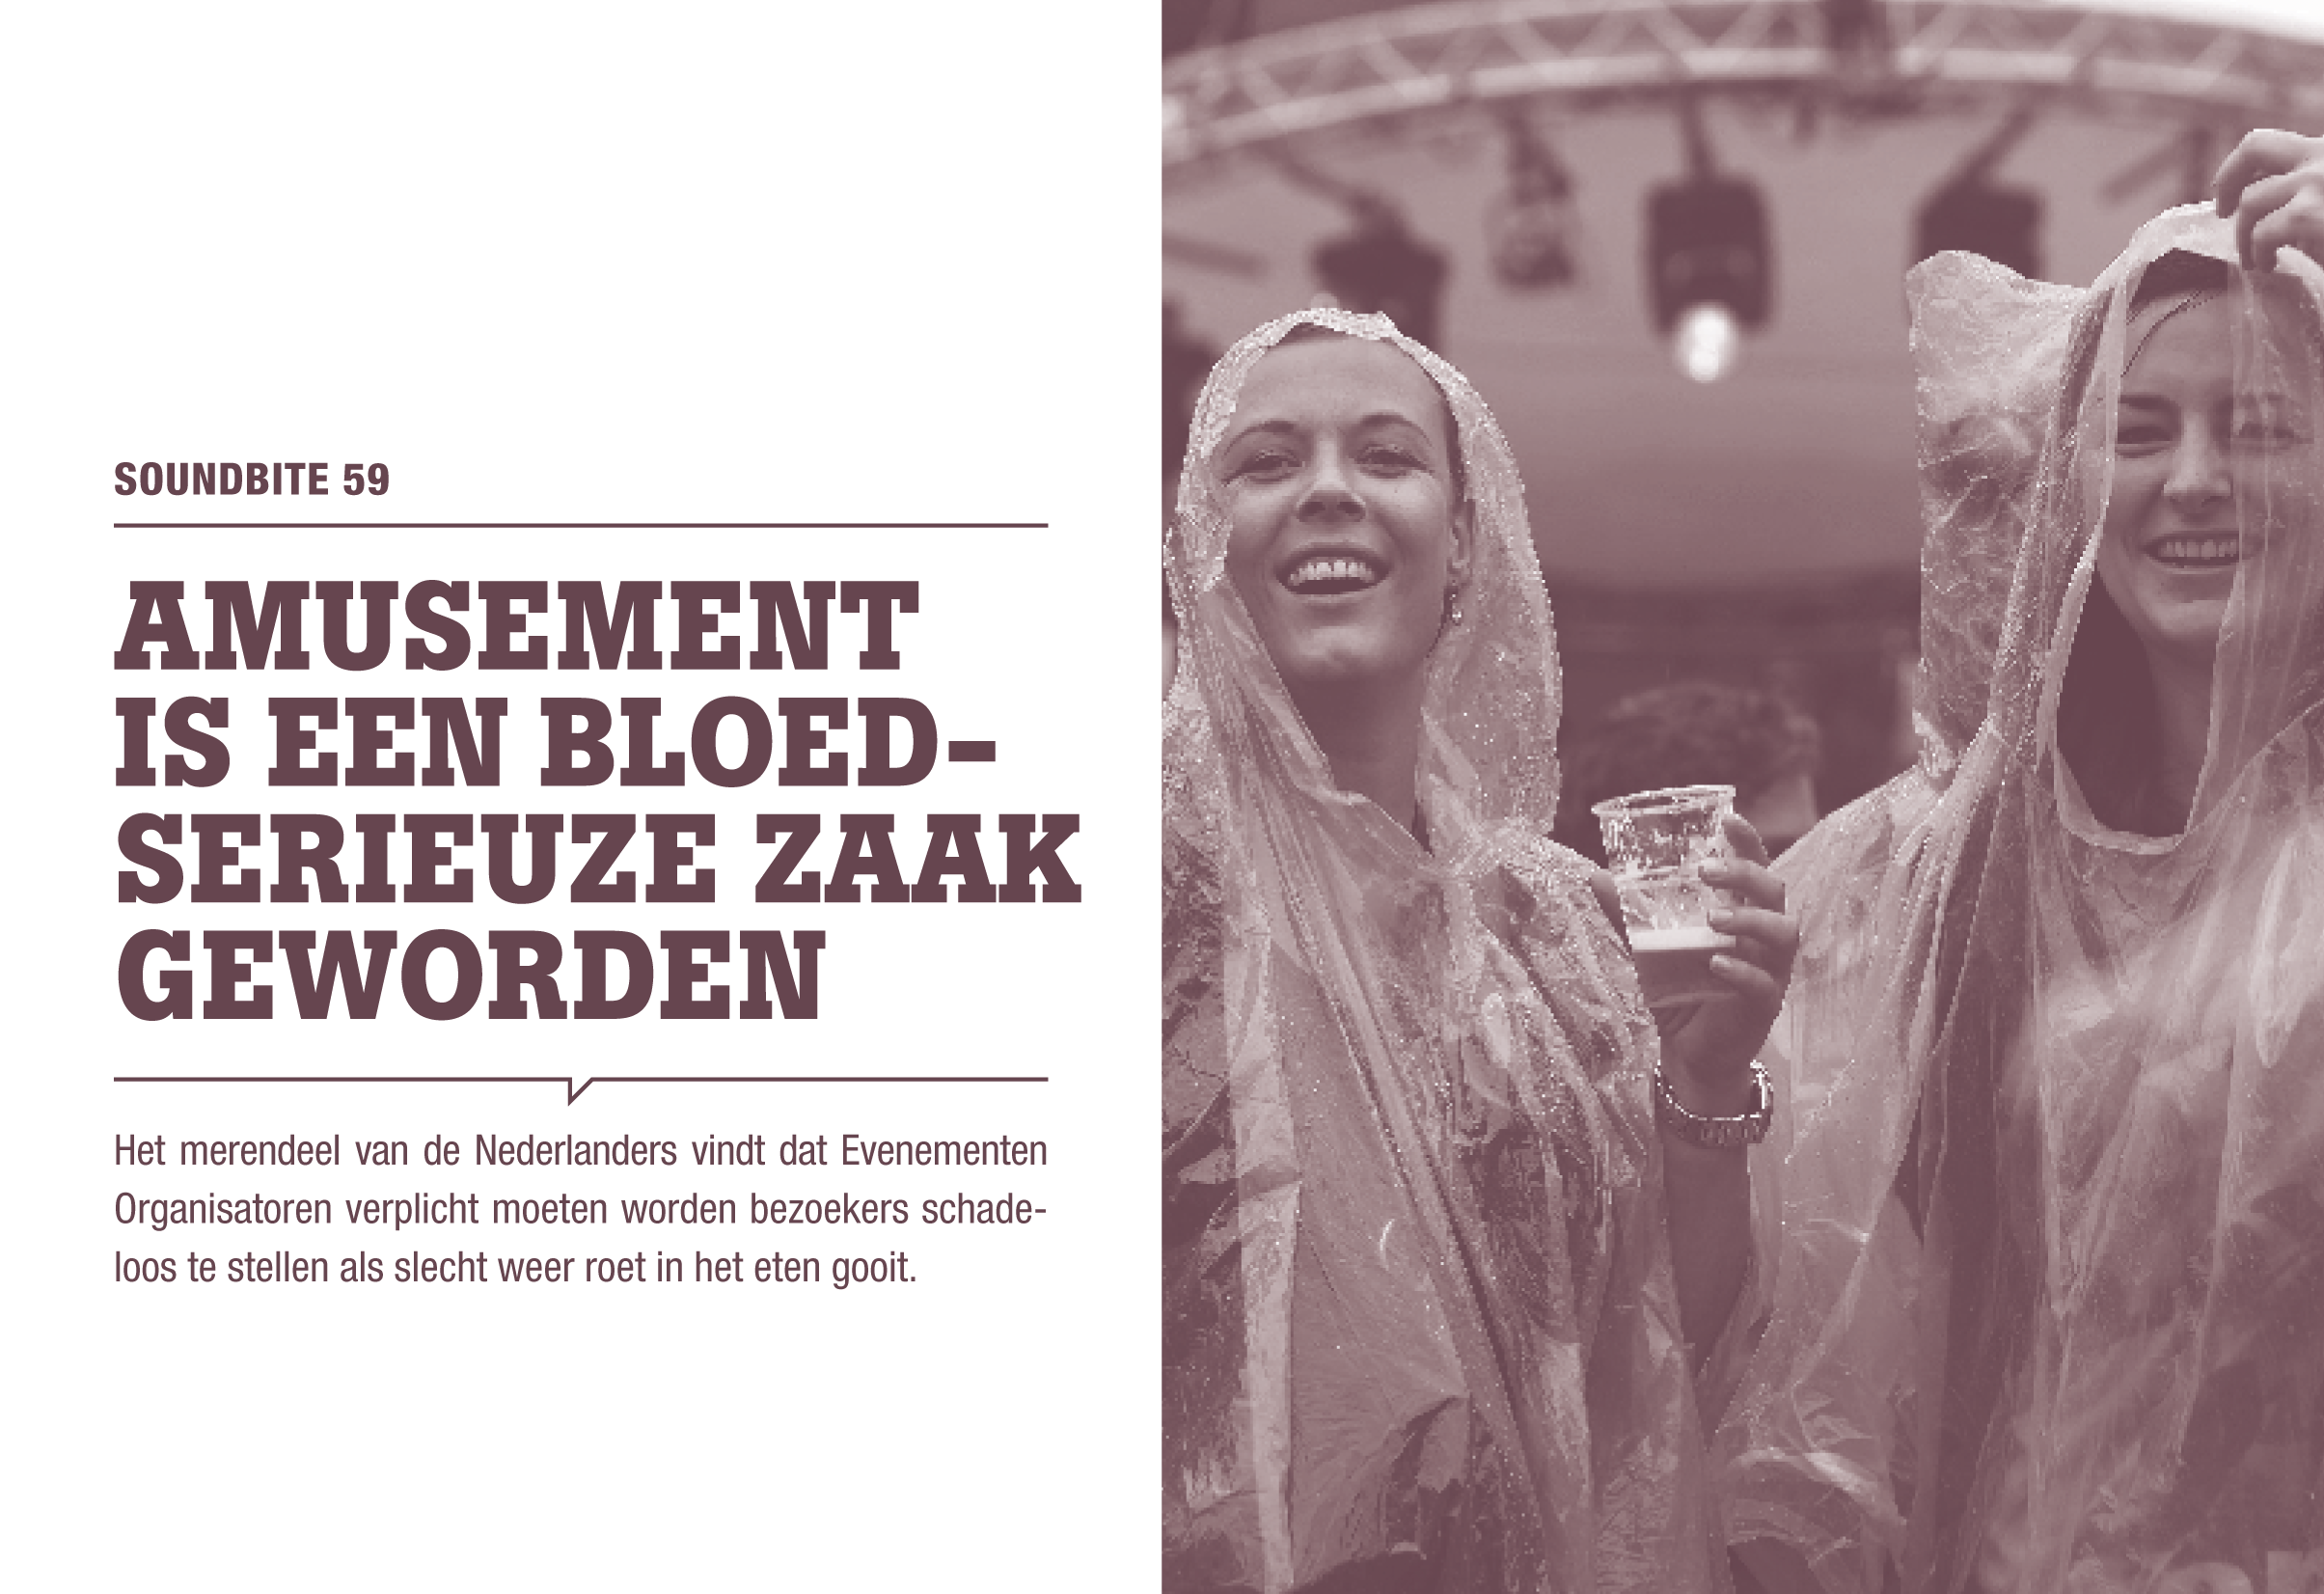 SOUNDBITE 59
AMUSEMENT
IS EEN BLOED-
SERIEUZE ZAAK
GEWORDEN
Het merendeel van de Nederlanders vindt dat Evenementen
Organisatoren verplicht moeten worden bezoekers schade-
loos te stellen als slecht weer roet in het eten gooit.